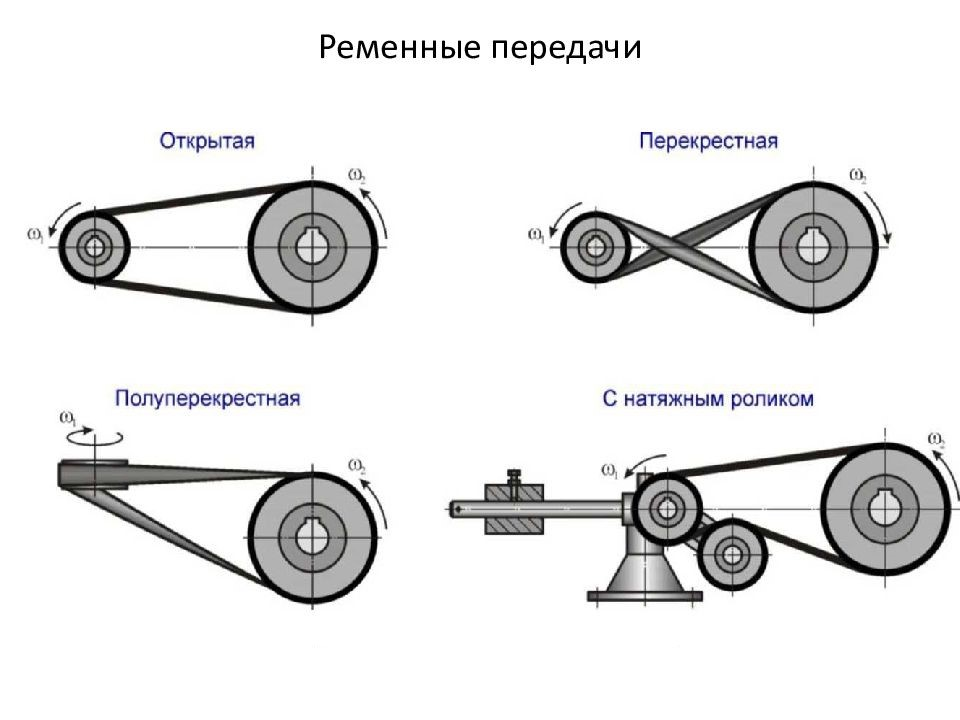 Ременные передачи
Открытая
Перекрестная
ω₁
ω₂
ω₁
ω₂
Полуперекрестная
С натяжным роликом
ω₁
ω₂
ω₁
ω₂